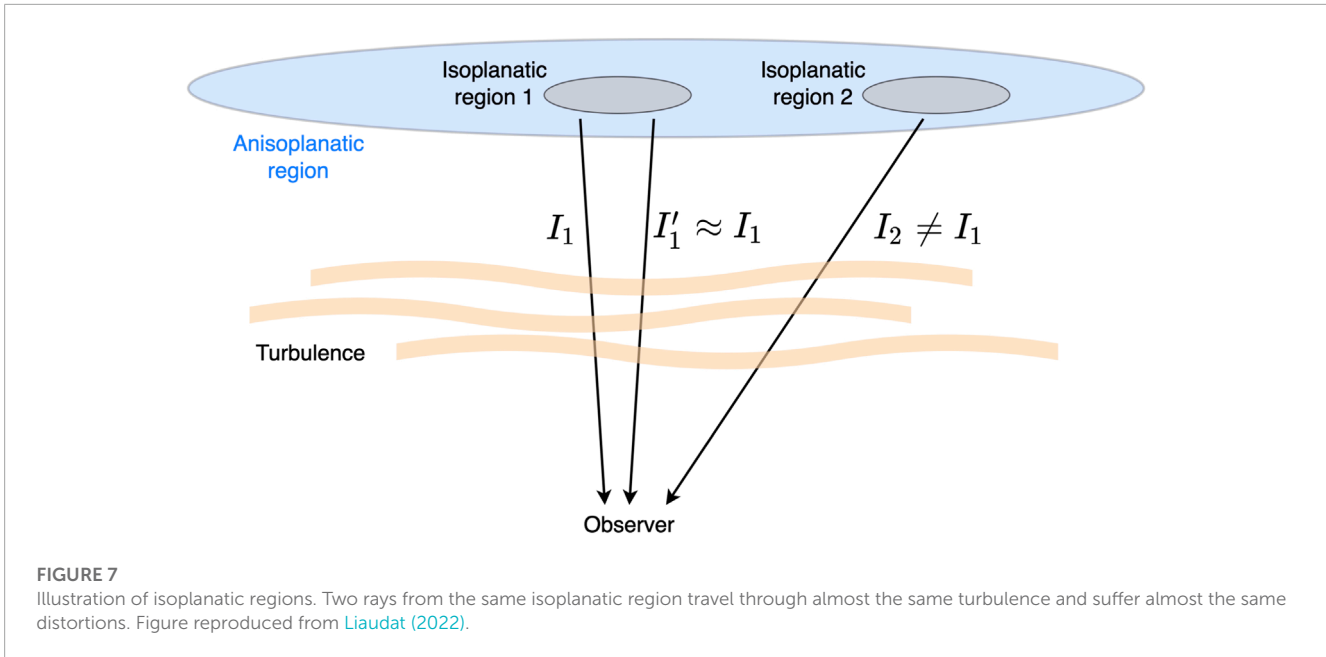 Isoplanatic
region 1
Isoplanatic
region 2
Anisoplanatic
region
I₁
I′₁ ≈ I₁
I₂ ≠ I₁
Turbulence
Observer
FIGURE 7
Illustration of isoplanatic regions. Two rays from the same isoplanatic region travel through almost the same turbulence and suffer almost the same
distortions. Figure reproduced from Liaudat (2022).